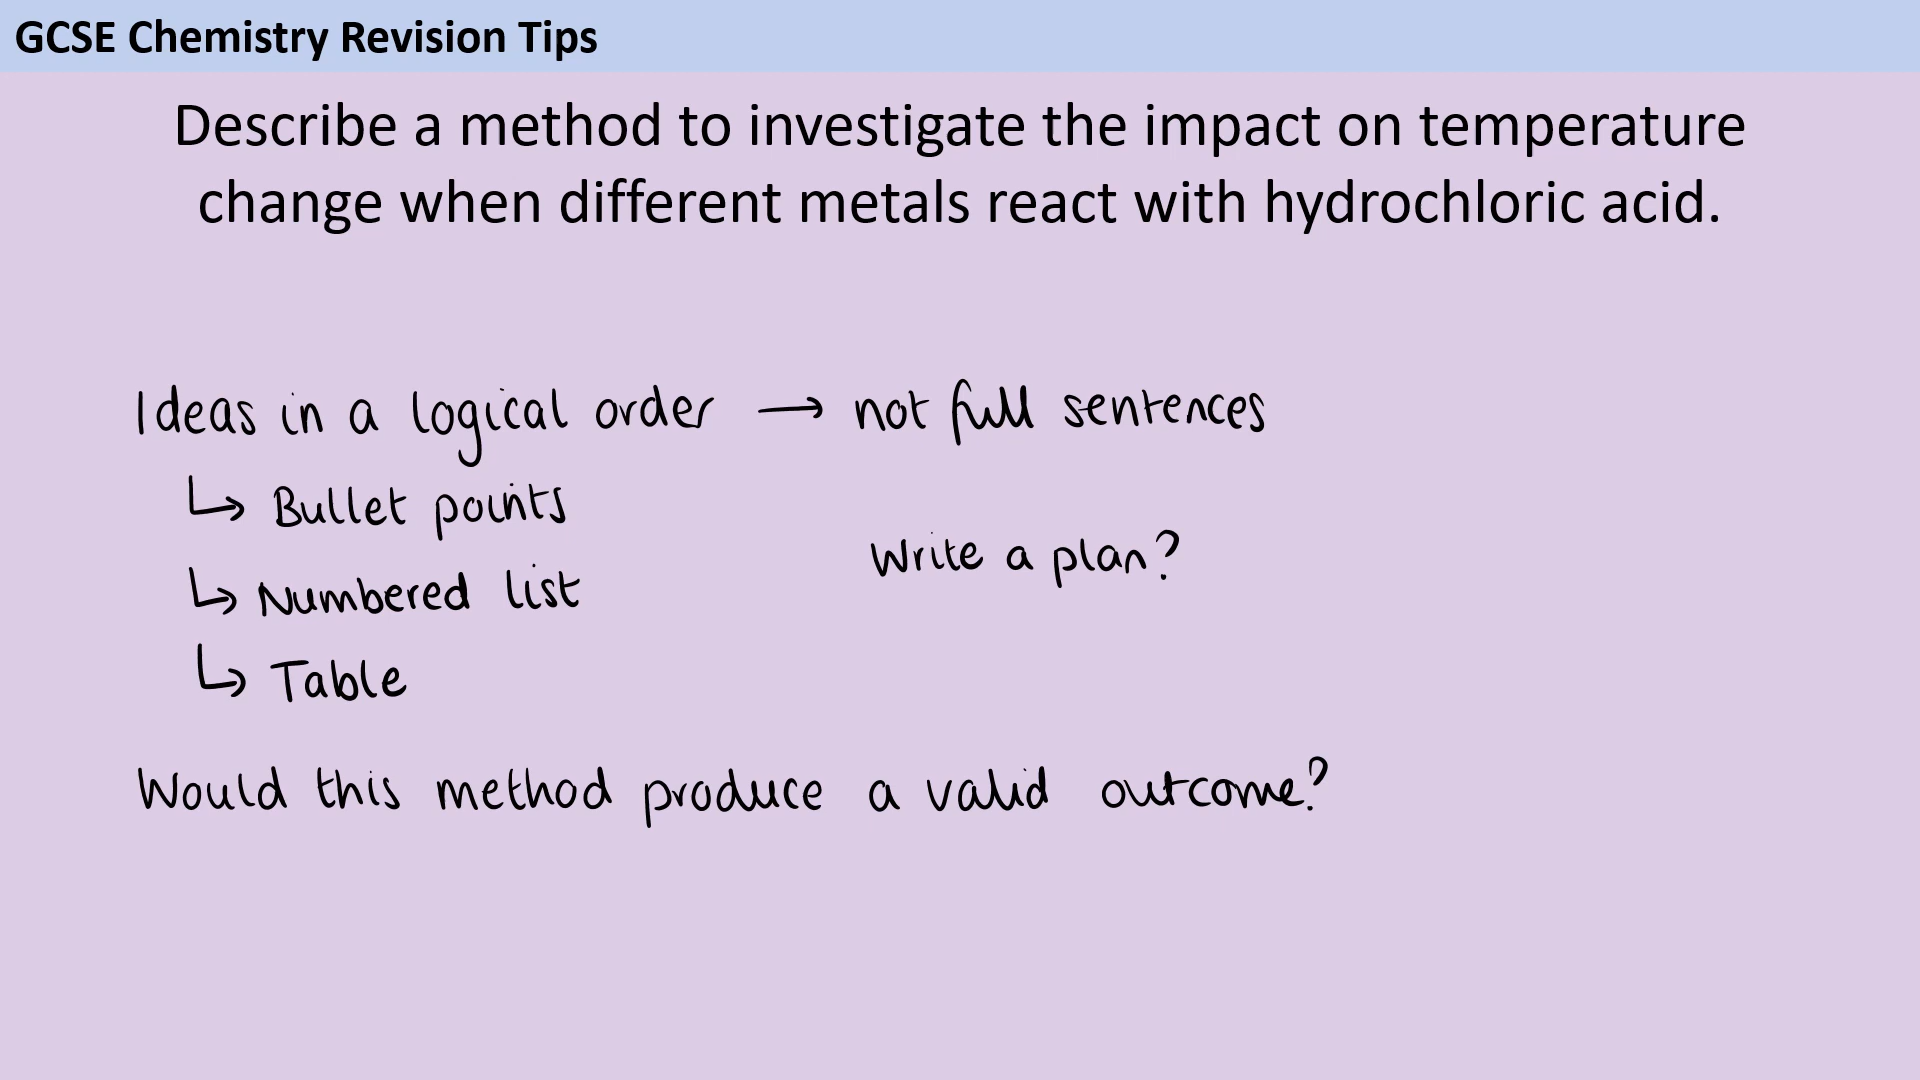 GCSE Chemistry Revision Tips
Describe a method to investigate the impact on temperature
change when different metals react with hydrochloric acid.
Ideas in a logical order → not full sentences
↳ Bullet points
Write a plan?
↳ Numbered list
↳ Table
Would this method produce a valid outcome?